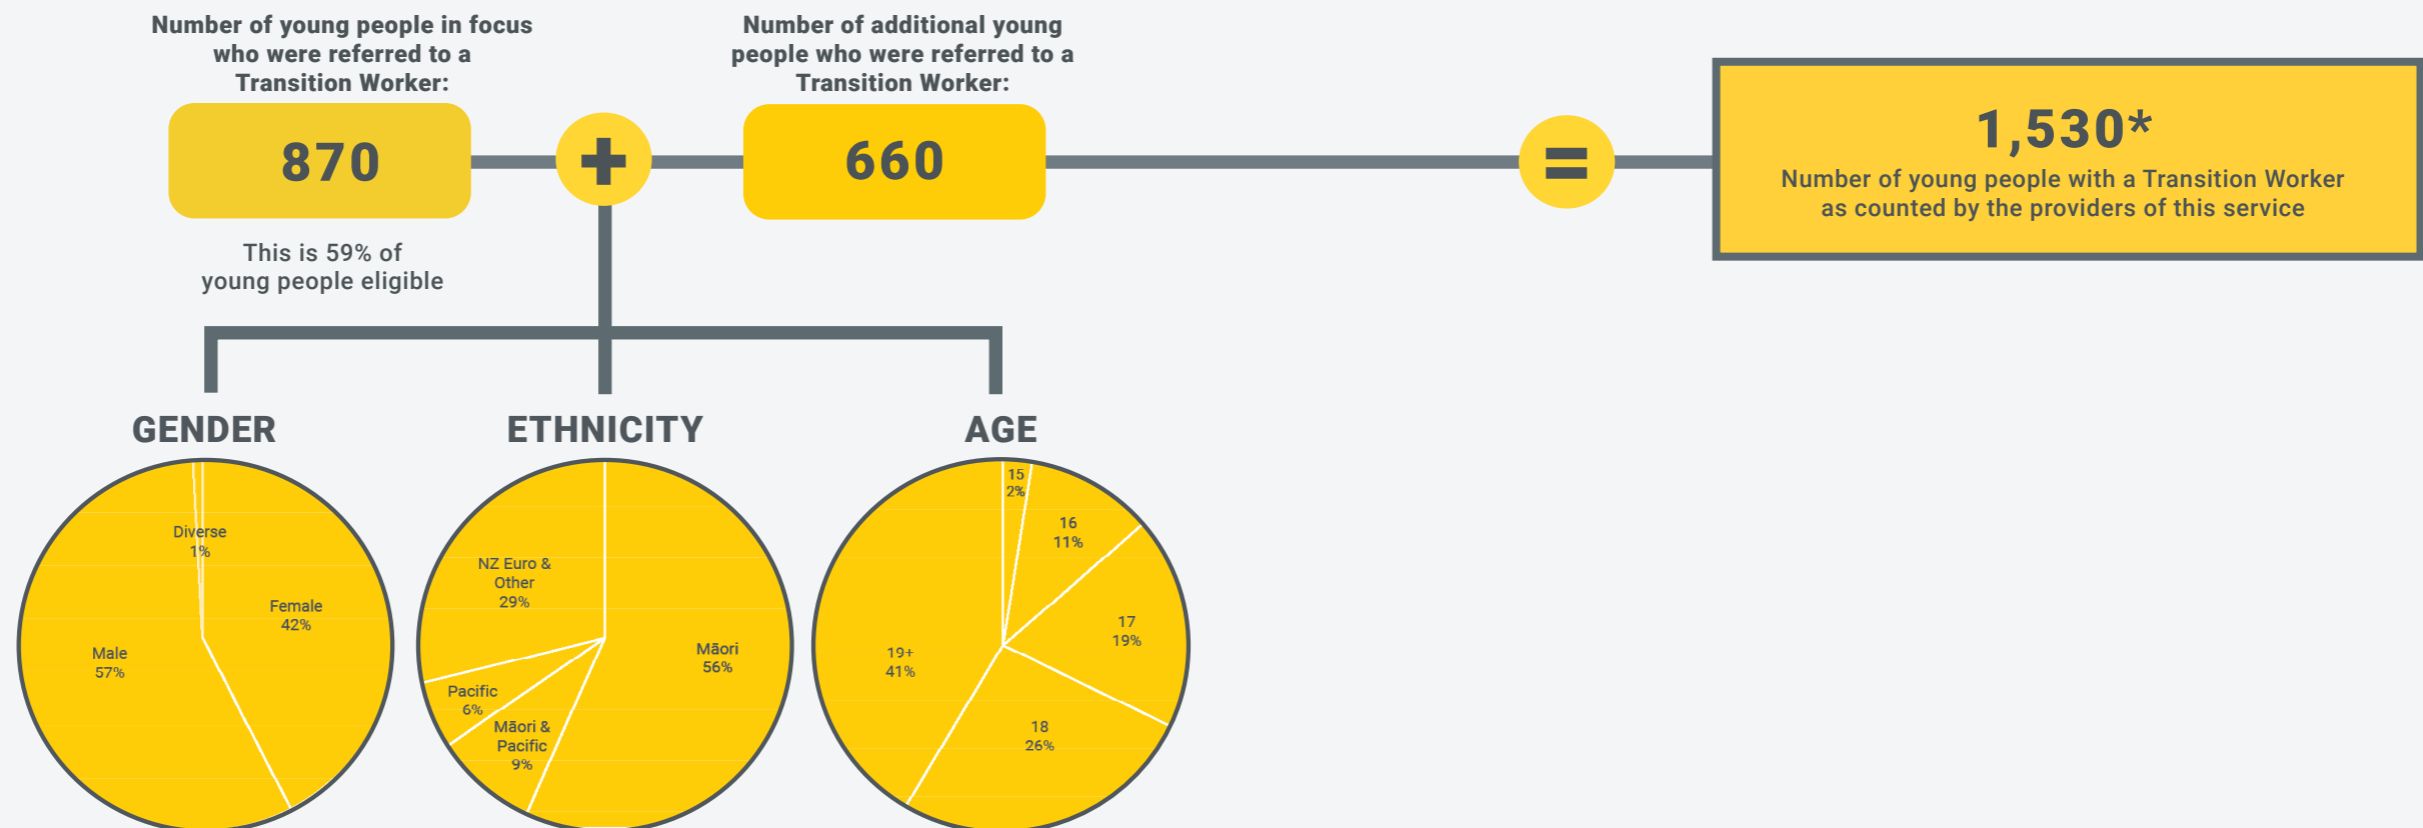 Number of young people in focus
who were referred to a
Transition Worker:
870
This is 59% of
young people eligible
+
Number of additional young
people who were referred to a
Transition Worker:
660
=
1,530*
Number of young people with a Transition Worker
as counted by the providers of this service
GENDER
Diverse
1%
Female
42%
Male
57%
ETHNICITY
NZ Euro &
Other
29%
Māori
56%
Pacific
6%
Māori &
Pacific
9%
AGE
15
2%
16
11%
17
19%
19+
41%
18
26%